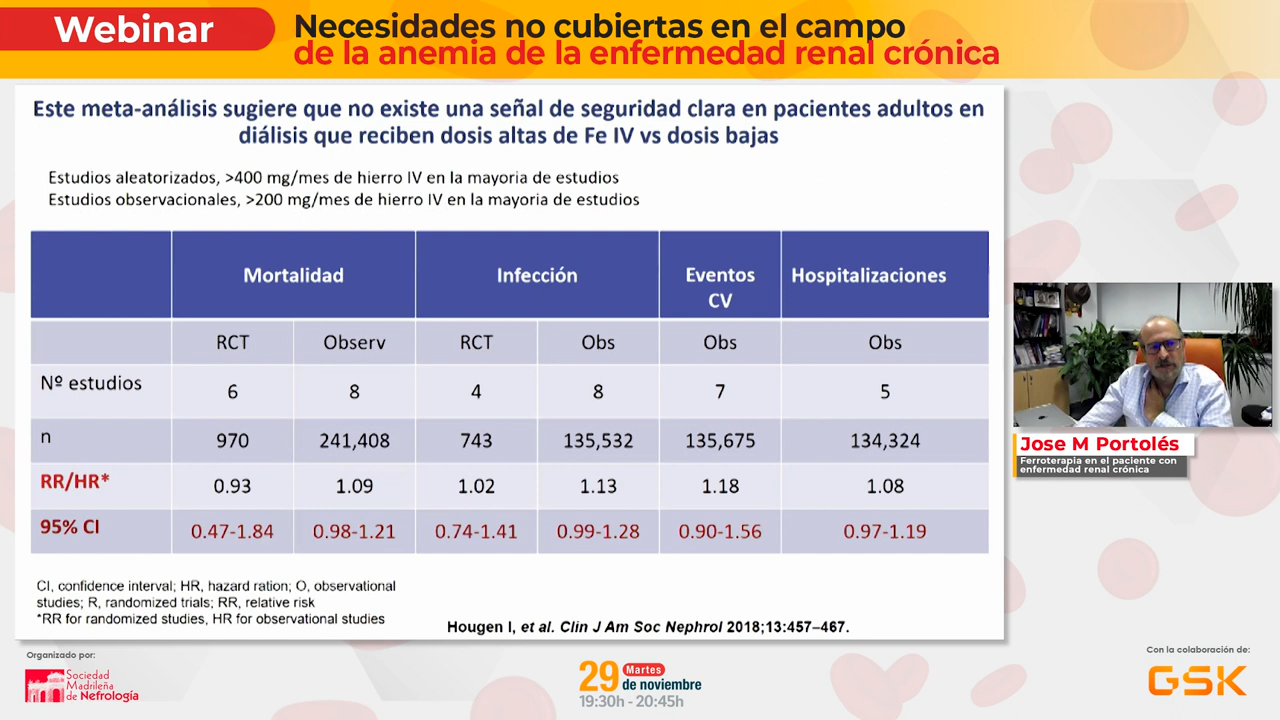 Webinar
Necesidades no cubiertas en el campo
de la anemia de la enfermedad renal crónica
Este meta-análisis sugiere que no existe una señal de seguridad clara en pacientes adultos en
diálisis que reciben dosis altas de Fe IV vs dosis bajas
Estudios aleatorizados, >400 mg/mes de hierro IV en la mayoria de estudios
Estudios observacionales, >200 mg/mes de hierro IV en la mayoria de estudios
Mortalidad Infección Eventos CV Hospitalizaciones
RCT Observ RCT Obs Obs Obs
Nº estudios 6 8 4 8 7 5
n 970 241,408 743 135,532 135,675 134,324
RR/HR* 0.93 1.09 1.02 1.13 1.18 1.08
95% CI 0.47-1.84 0.98-1.21 0.74-1.41 0.99-1.28 0.90-1.56 0.97-1.19
CI, confidence interval; HR, hazard ration; O, observational
studies; R, randomized trials; RR, relative risk
*RR for randomized studies, HR for observational studies
Hougen I, et al. Clin J Am Soc Nephrol 2018;13:457–467.
Jose M Portolés
Ferroterapia en el paciente con
enfermedad renal crónica
Organizado por:
Sociedad
Madrileña
de Nefrología
29 Martes
de noviembre
19:30h - 20:45h
Con la colaboración de:
GSK